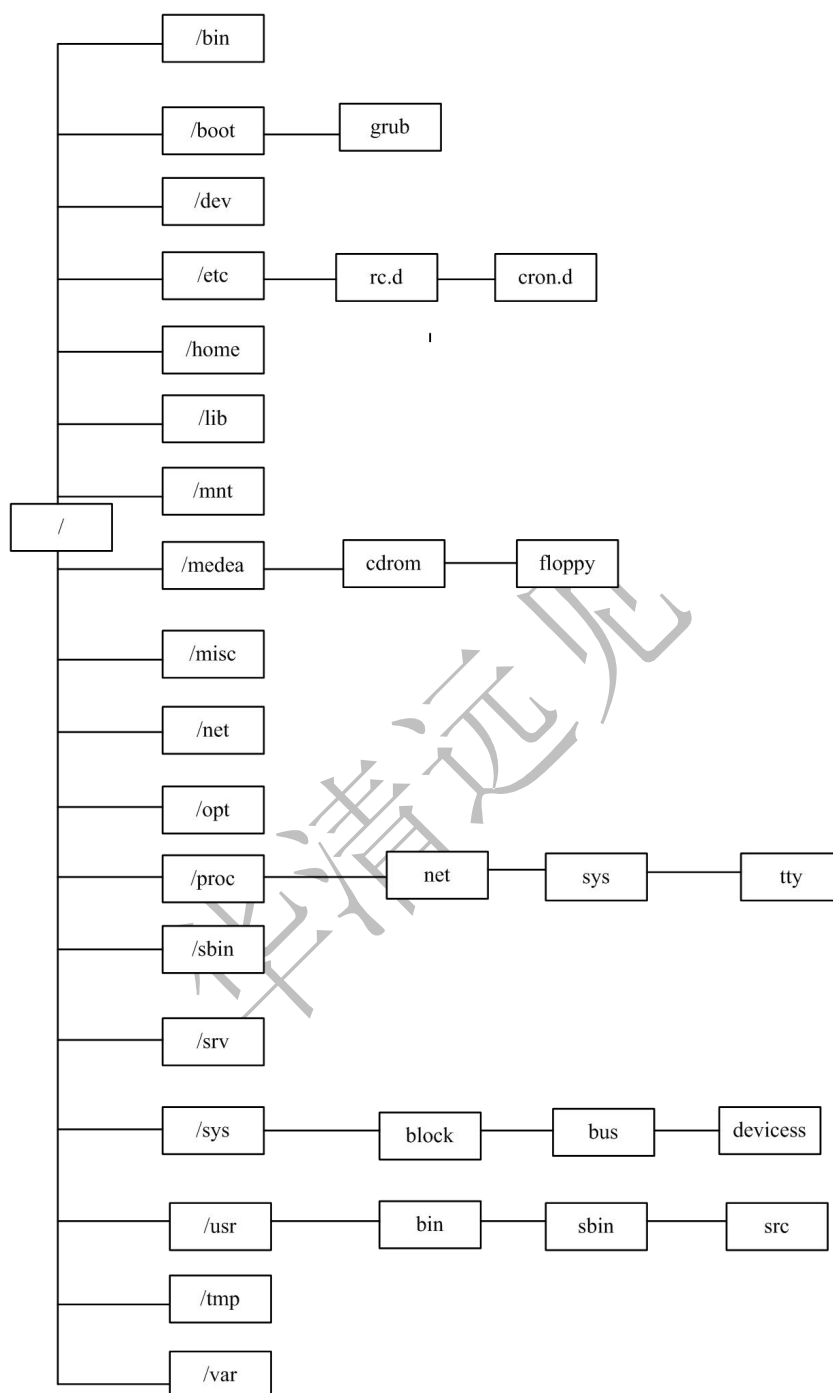 /bin
/boot grub
/dev
/etc rc.d cron.d
/home
/lib
/mnt
/
/medea cdrom floppy
/misc
/net
/opt
/proc net sys tty
/sbin
/srv
/sys block bus devicess
/usr bin sbin src
/tmp
/var
华清远见